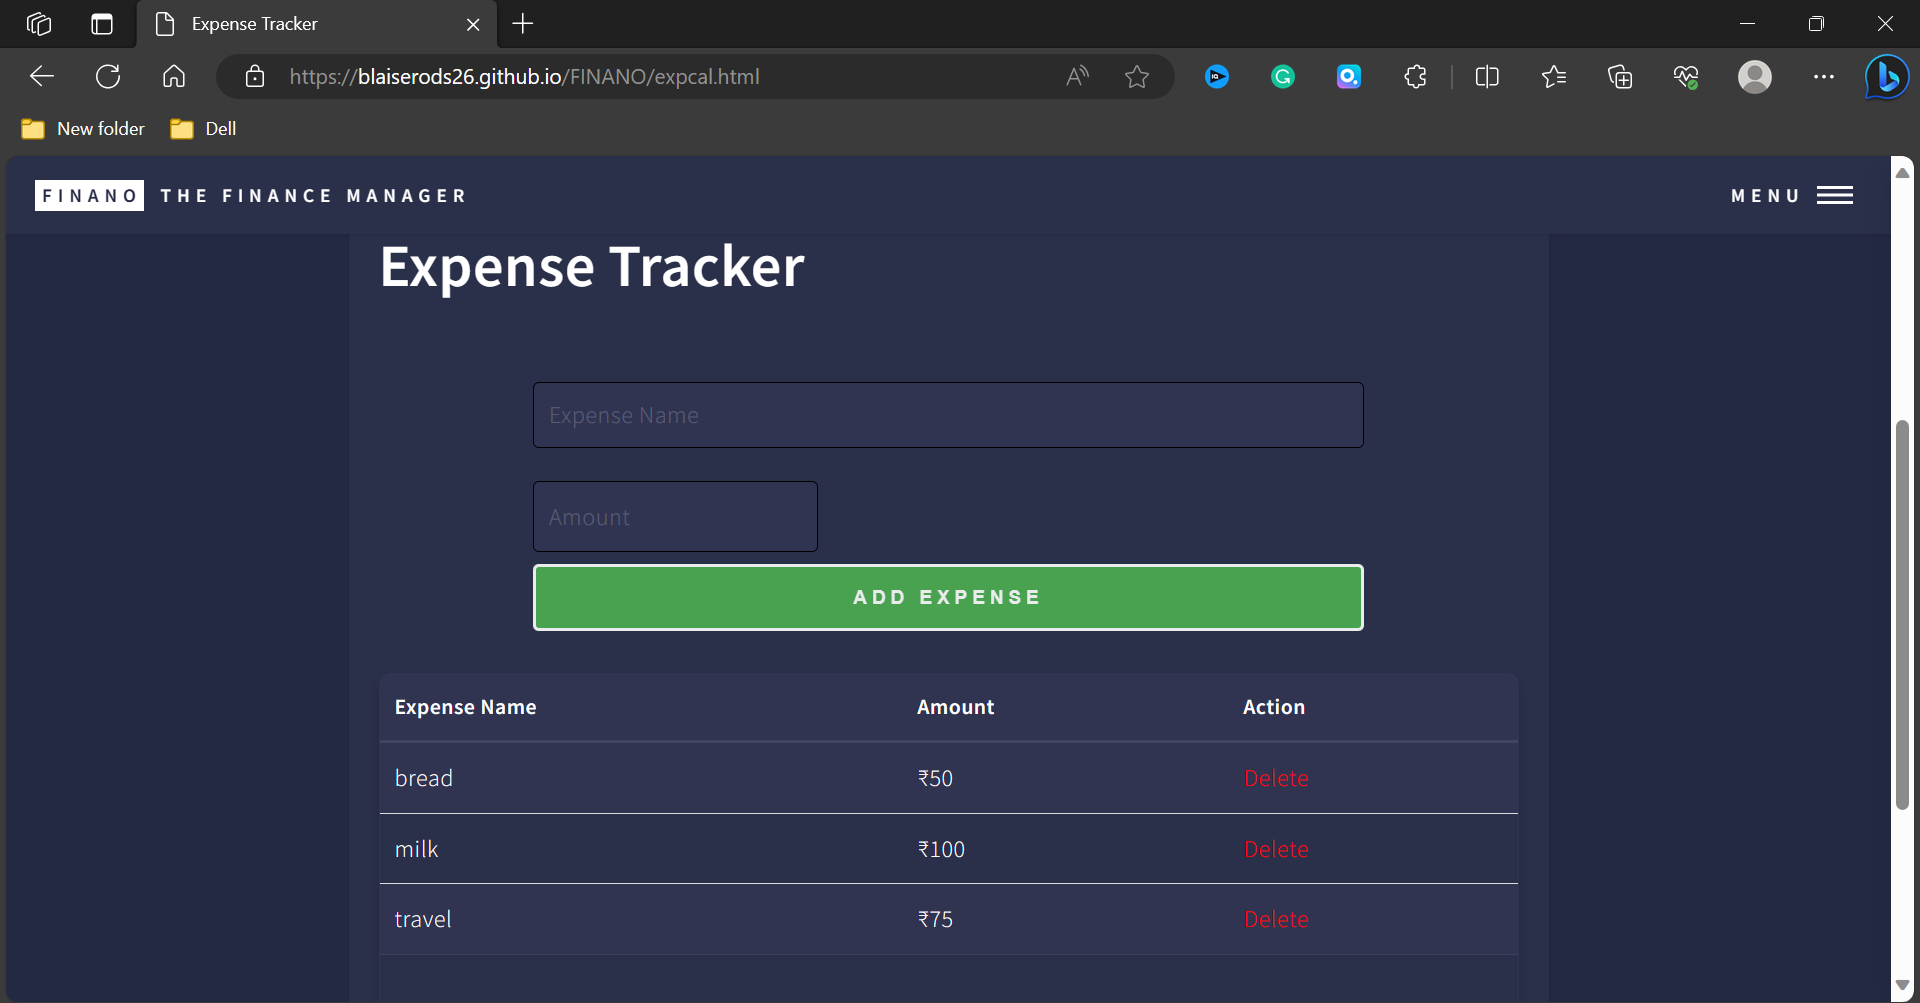 Expense Tracker
https://blaiserods26.github.io/FINANO/expcal.html
New folder
Dell
FINANO THE FINANCE MANAGER
MENU
Expense Tracker
Expense Name
Amount
ADD EXPENSE
Expense Name Amount Action
bread ₹50 Delete
milk ₹100 Delete
travel ₹75 Delete